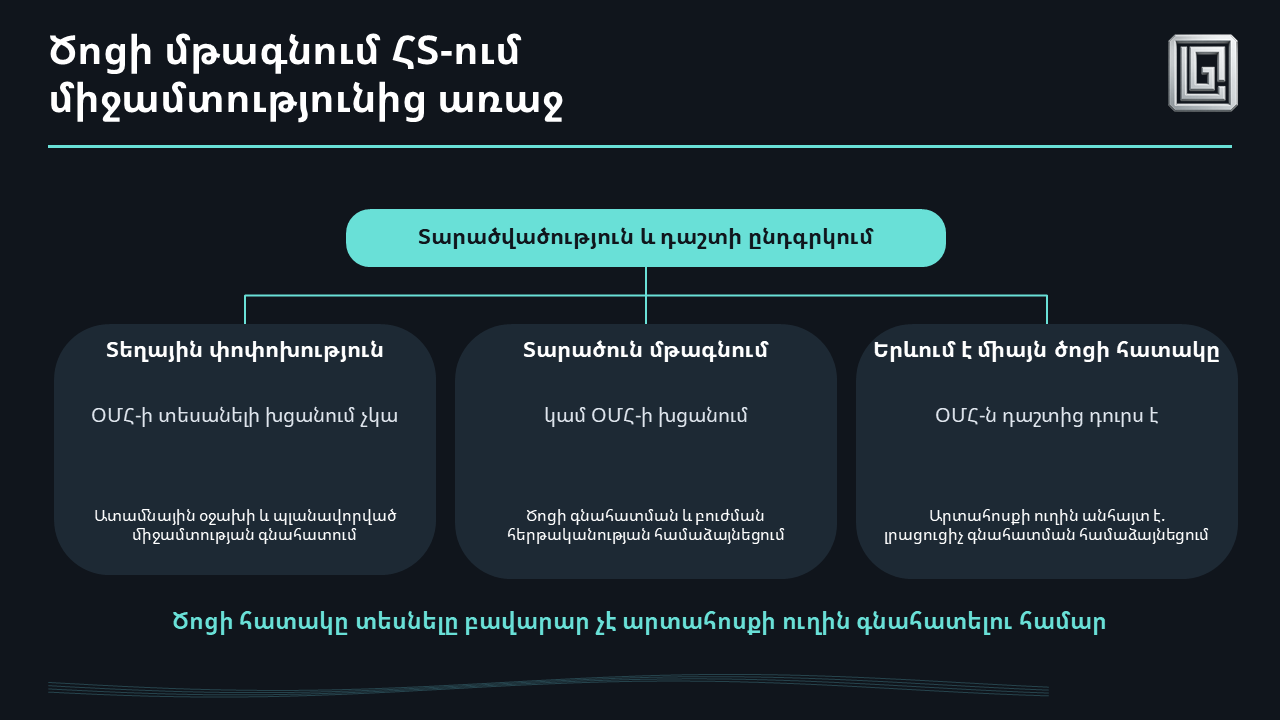 Ծոցի մթագնում ՀՏ-ում
միջամտությունից առաջ
Տարածվածություն և դաշտի ընդգրկում
Տեղային փոփոխություն
ՕՄՀ-ի տեսանելի խցանում չկա
Ատամնային օջախի և պլանավորված
միջամտության գնահատում
Տարածուն մթագնում
կամ ՕՄՀ-ի խցանում
Ծոցի գնահատման և բուժման
հերթականության համաձայնեցում
Երևում է միայն ծոցի հատակը
ՕՄՀ-ն դաշտից դուրս է
Արտահոսքի ուղին անհայտ է.
լրացուցիչ գնահատման համաձայնեցում
Ծոցի հատակը տեսնելը բավարար չէ արտահոսքի ուղին գնահատելու համար